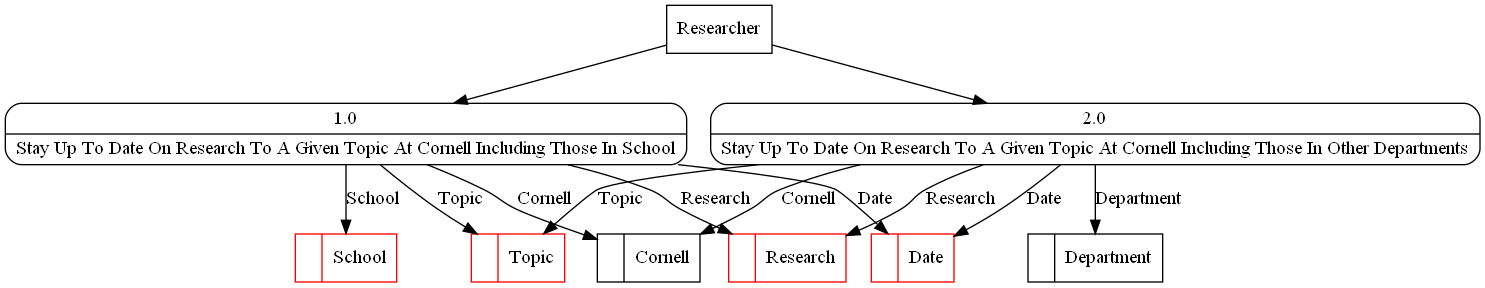 Researcher
1.0
Stay Up To Date On Research To A Given Topic At Cornell Including Those In School
2.0
Stay Up To Date On Research To A Given Topic At Cornell Including Those In Other Departments
School
Topic
Cornell
Topic
Research
Cornell
Date
Research
Date
Department
School
Topic
Cornell
Research
Date
Department